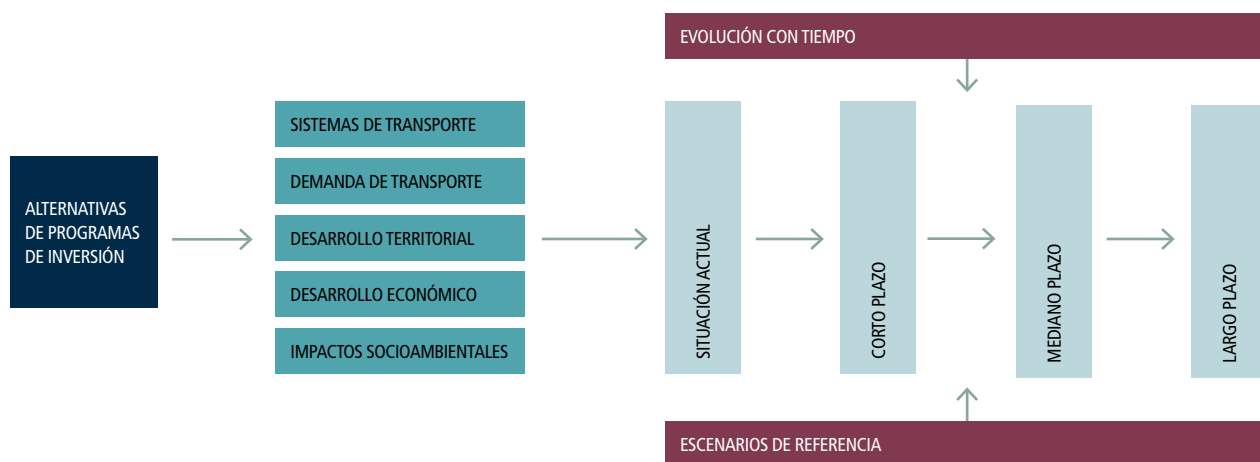 EVOLUCIÓN CON TIEMPO
ALTERNATIVAS
DE PROGRAMAS
DE INVERSIÓN
SISTEMAS DE TRANSPORTE
DEMANDA DE TRANSPORTE
DESARROLLO TERRITORIAL
DESARROLLO ECONÓMICO
IMPACTOS SOCIOAMBIENTALES
SITUACIÓN ACTUAL
CORTO PLAZO
MEDIANO PLAZO
LARGO PLAZO
ESCENARIOS DE REFERENCIA